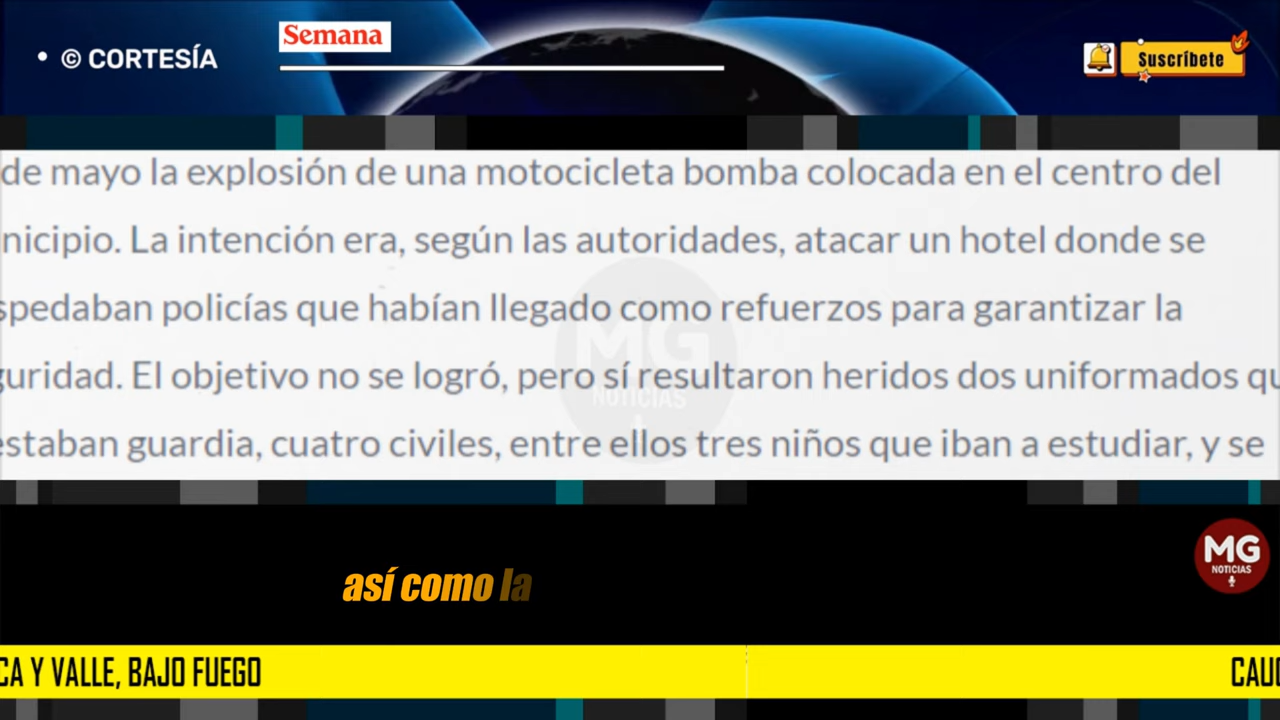 • © CORTESÍA
Semana
Suscríbete
de mayo la explosión de una motocicleta bomba colocada en el centro del
nicipio. La intención era, según las autoridades, atacar un hotel donde se
spedaban policías que habían llegado como refuerzos para garantizar la
guridad. El objetivo no se logró, pero sí resultaron heridos dos uniformados qu
estaban guardia, cuatro civiles, entre ellos tres niños que iban a estudiar, y se
MG
NOTICIAS
así como la
MG
NOTICIAS
CA Y VALLE, BAJO FUEGO
CAUC